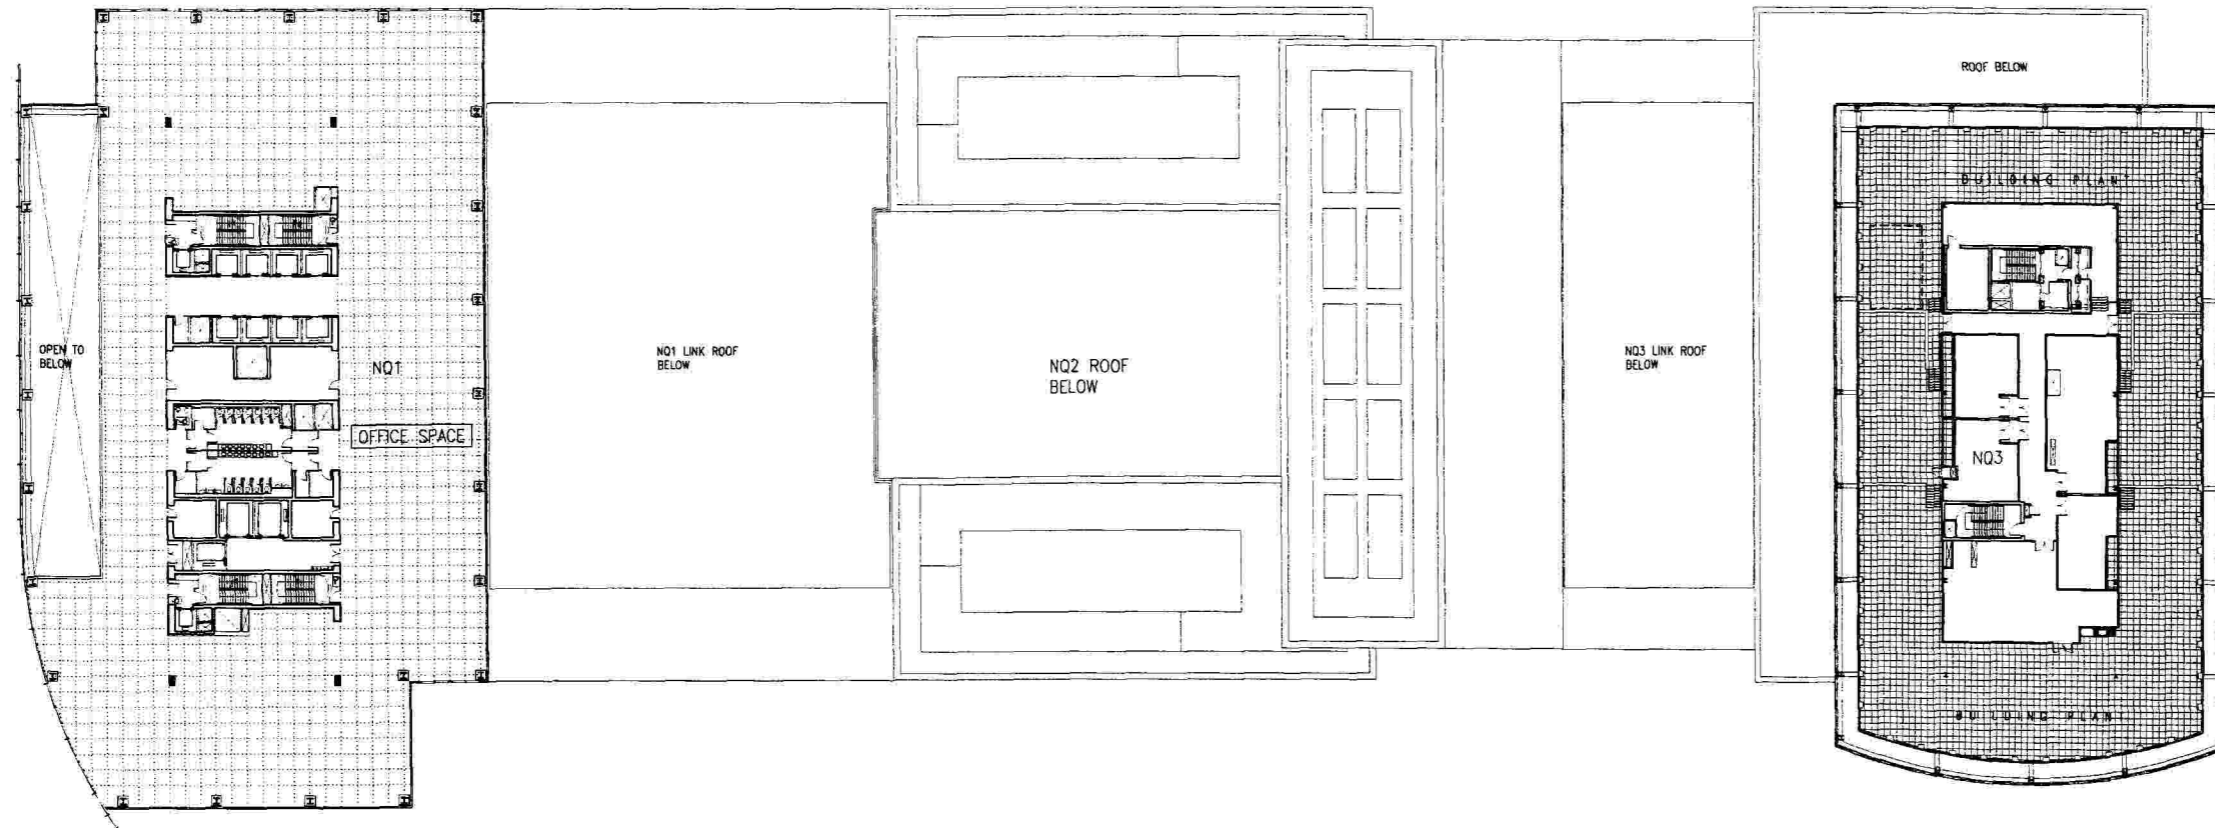 ROOF BELOW
BUILDING PLANT
OPEN TO
BELOW
NQ1
OFFICE SPACE
NQ1 LINK ROOF
BELOW
NQ2 ROOF
BELOW
NQ3 LINK ROOF
BELOW
NQ3
BUILDING PLAN